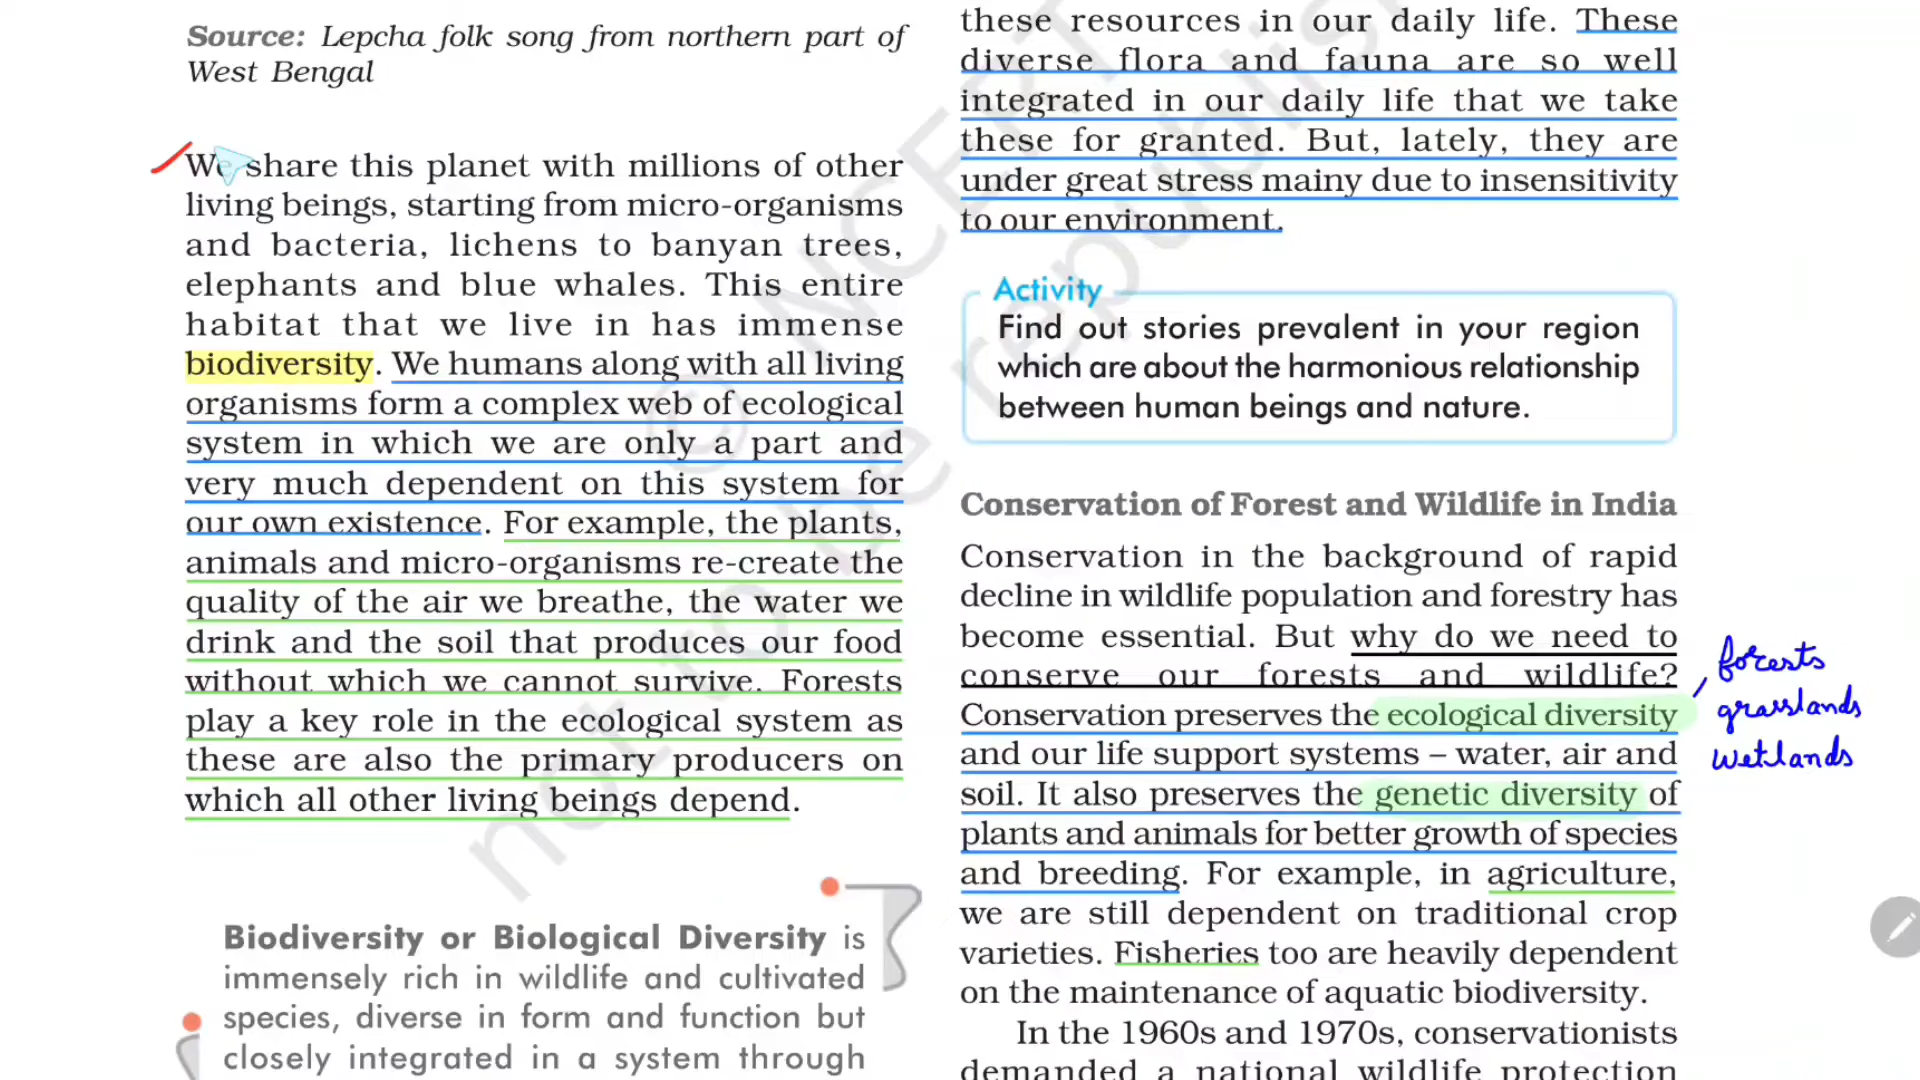 Source: Lepcha folk song from northern part of
West Bengal
We share this planet with millions of other
living beings, starting from micro-organisms
and bacteria, lichens to banyan trees,
elephants and blue whales. This entire
habitat that we live in has immense
biodiversity. We humans along with all living
organisms form a complex web of ecological
system in which we are only a part and
very much dependent on this system for
our own existence. For example, the plants,
animals and micro-organisms re-create the
quality of the air we breathe, the water we
drink and the soil that produces our food
without which we cannot survive. Forests
play a key role in the ecological system as
these are also the primary producers on
which all other living beings depend.
Biodiversity or Biological Diversity is
immensely rich in wildlife and cultivated
species, diverse in form and function but
closely integrated in a system through
these resources in our daily life. These
diverse flora and fauna are so well
integrated in our daily life that we take
these for granted. But, lately, they are
under great stress mainy due to insensitivity
to our environment.
Activity
Find out stories prevalent in your region
which are about the harmonious relationship
between human beings and nature.
Conservation of Forest and Wildlife in India
Conservation in the background of rapid
decline in wildlife population and forestry has
become essential. But why do we need to
conserve our forests and wildlife?
Conservation preserves the ecological diversity
and our life support systems – water, air and
soil. It also preserves the genetic diversity of
plants and animals for better growth of species
and breeding. For example, in agriculture,
we are still dependent on traditional crop
varieties. Fisheries too are heavily dependent
on the maintenance of aquatic biodiversity.
In the 1960s and 1970s, conservationists
demanded a national wildlife protection
forests
grasslands
wetlands
© NCERT
not to be republished